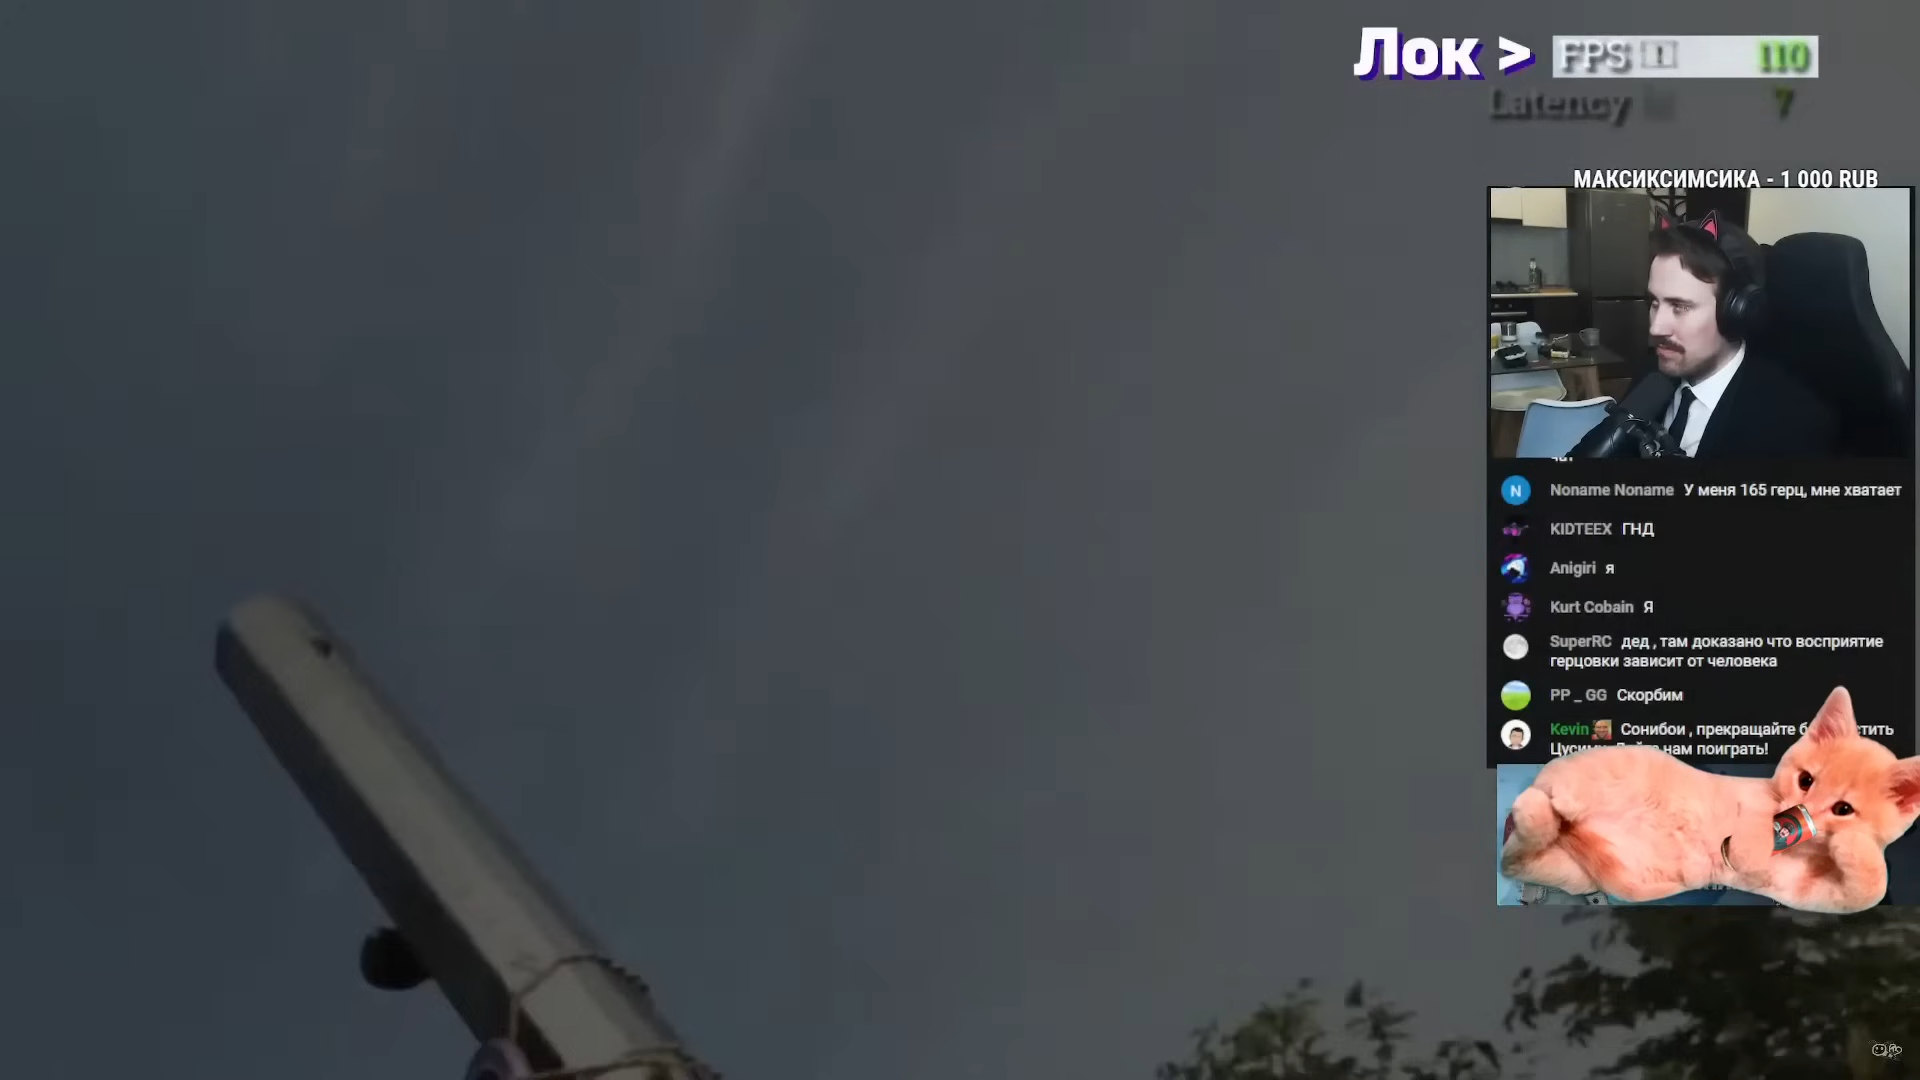 Лок >
FPS 110
Latency 7
МАКСИКСИМСИКА - 1 000 RUB
N
Noname Noname У меня 165 герц, мне хватает
KIDTEEX ГНД
Anigiri я
Kurt Cobain Я
SuperRC дед , там доказано что восприятие
герцовки зависит от человека
PP _ GG Скорбим
Kevin Сонибои , прекращайте
нам поиграть!